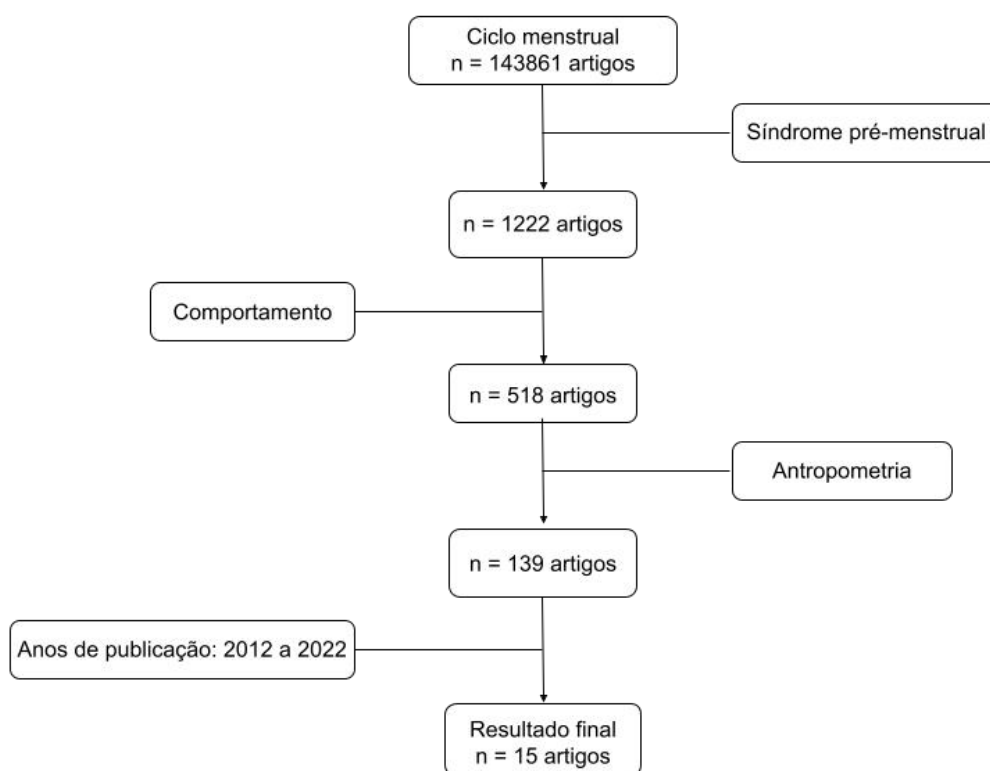 Ciclo menstrual
n = 143861 artigos
Síndrome pré-menstrual
n = 1222 artigos
Comportamento
n = 518 artigos
Antropometria
n = 139 artigos
Anos de publicação: 2012 a 2022
Resultado final
n = 15 artigos